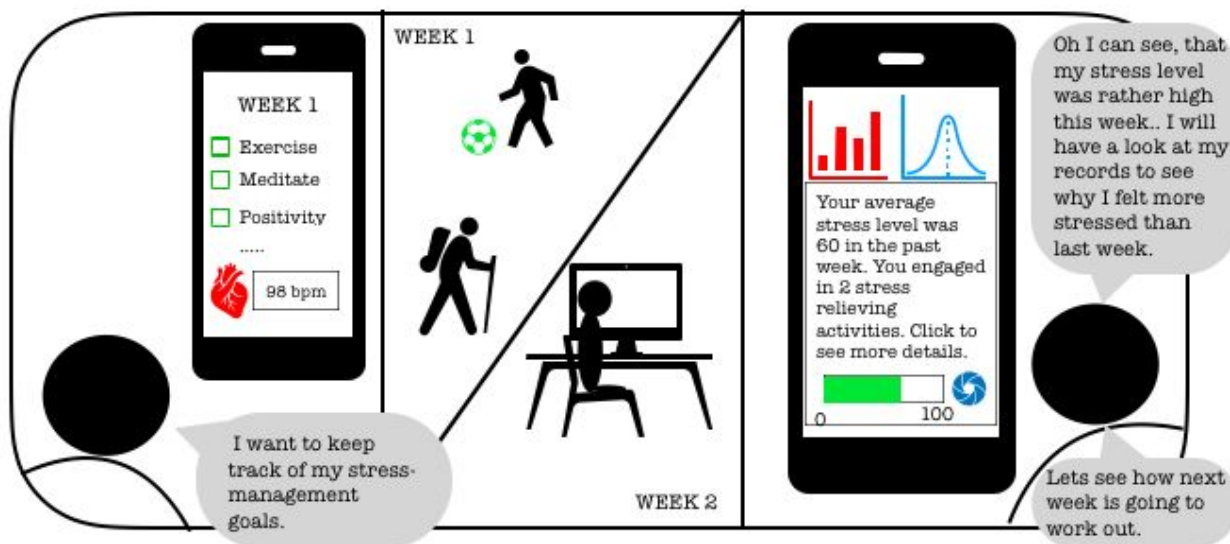 WEEK 1
Exercise
Meditate
Positivity
.....
98 bpm
I want to keep
track of my stress-
management
goals.
WEEK 1
WEEK 2
Your average
stress level was
60 in the past
week. You engaged
in 2 stress
relieving
activities. Click to
see more details.
0
100
Oh I can see, that
my stress level
was rather high
this week.. I will
have a look at my
records to see
why I felt more
stressed than
last week.
Lets see how next
week is going to
work out.